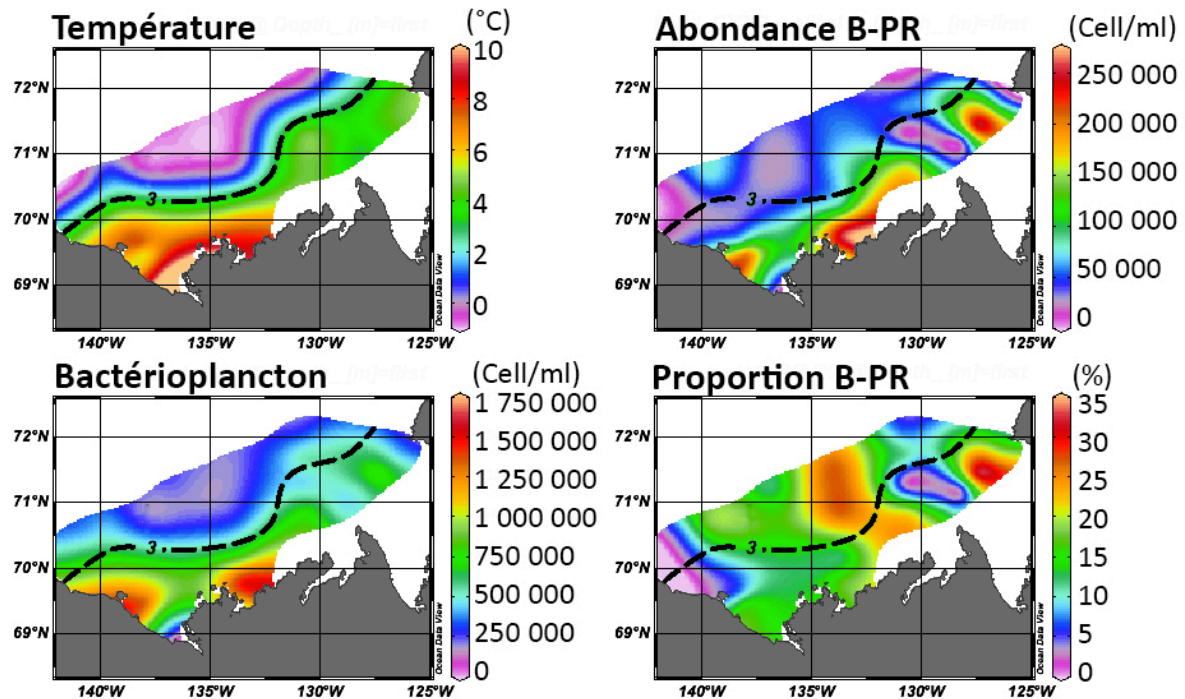 Température
(°C)
10
8
6
4
2
0
72°N
71°N
70°N
69°N
3
140°W
135°W
130°W
125°W
Ocean Data View
Abondance B-PR
(Cell/ml)
250 000
200 000
150 000
100 000
50 000
0
72°N
71°N
70°N
69°N
3
140°W
135°W
130°W
125°W
Ocean Data View
Bactérioplancton
(Cell/ml)
1 750 000
1 500 000
1 250 000
1 000 000
750 000
500 000
250 000
0
72°N
71°N
70°N
69°N
3
140°W
135°W
130°W
125°W
Ocean Data View
Proportion B-PR
(%)
35
30
25
20
15
10
5
0
72°N
71°N
70°N
69°N
3
140°W
135°W
130°W
125°W
Ocean Data View